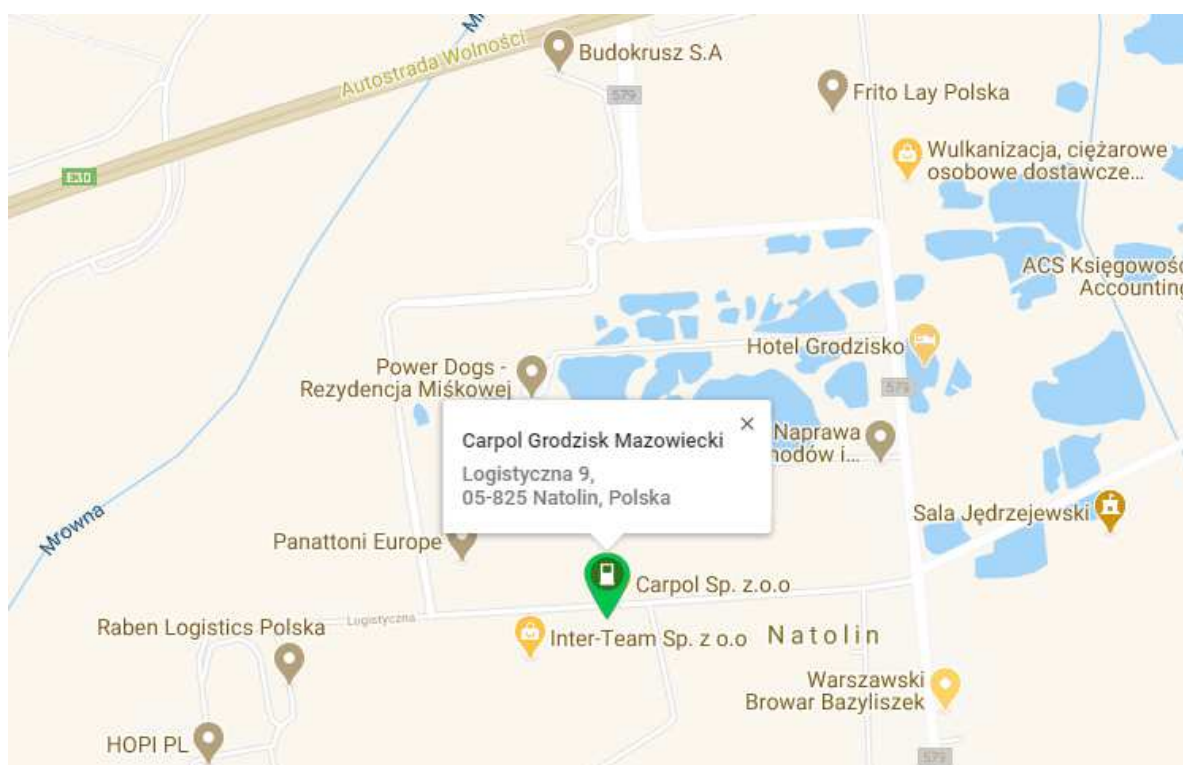 Mr
Autostrada Wolności
Budokrusz S.A
579
Frito Lay Polska
Wulkanizacja, ciężarowe
osobowe dostawcze...
E30
ACS Księgowość
Accounting
Hotel Grodzisko
Power Dogs -
Rezydencja Miśkowej
579
Carpol Grodzisk Mazowiecki
Logistyczna 9,
05-825 Natolin, Polska
Naprawa
hodów i...
Sala Jędrzejewski
Mrowna
Panattoni Europe
Carpol Sp. z.o.o
Logistyczna
Raben Logistics Polska
Inter-Team Sp. z o.o
Natolin
Warszawski
Browar Bazyliszek
HOPI PL
579